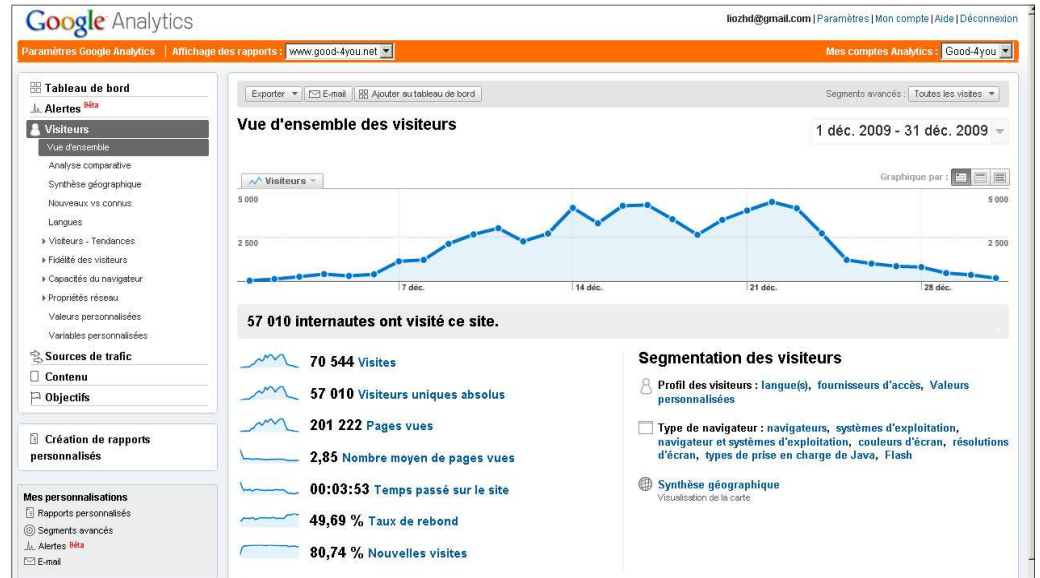 Google Analytics
liozhd@gmail.com | Paramètres | Mon compte | Aide | Déconnexion
Paramètres Google Analytics | Affichage des rapports : www.good-4you.net
Mes comptes Analytics : Good-4you
Tableau de bord
Alertes Bêta
Visiteurs
Vue d'ensemble
Analyse comparative
Synthèse géographique
Nouveaux vs connus
Langues
Visiteurs - Tendances
Fidélité des visiteurs
Capacités du navigateur
Propriétés réseau
Valeurs personnalisées
Variables personnalisées
Sources de trafic
Contenu
Objectifs
Création de rapports
personnalisés
Mes personnalisations
Rapports personnalisés
Segments avancés
Alertes Bêta
E-mail
Exporter
E-mail
Ajouter au tableau de bord
Segments avancés : Toutes les visites
Vue d'ensemble des visiteurs
1 déc. 2009 - 31 déc. 2009
Visiteurs
Graphique par :
5 000
5 000
2 500
2 500
7 déc.
14 déc.
21 déc.
28 déc.
57 010 internautes ont visité ce site.
70 544 Visites
57 010 Visiteurs uniques absolus
201 222 Pages vues
2,85 Nombre moyen de pages vues
00:03:53 Temps passé sur le site
49,69 % Taux de rebond
80,74 % Nouvelles visites
Segmentation des visiteurs
Profil des visiteurs : langue(s), fournisseurs d'accès, Valeurs
personnalisées
Type de navigateur : navigateurs, systèmes d'exploitation,
navigateur et systèmes d'exploitation, couleurs d'écran, résolutions
d'écran, types de prise en charge de Java, Flash
Synthèse géographique
Visualisation de la carte